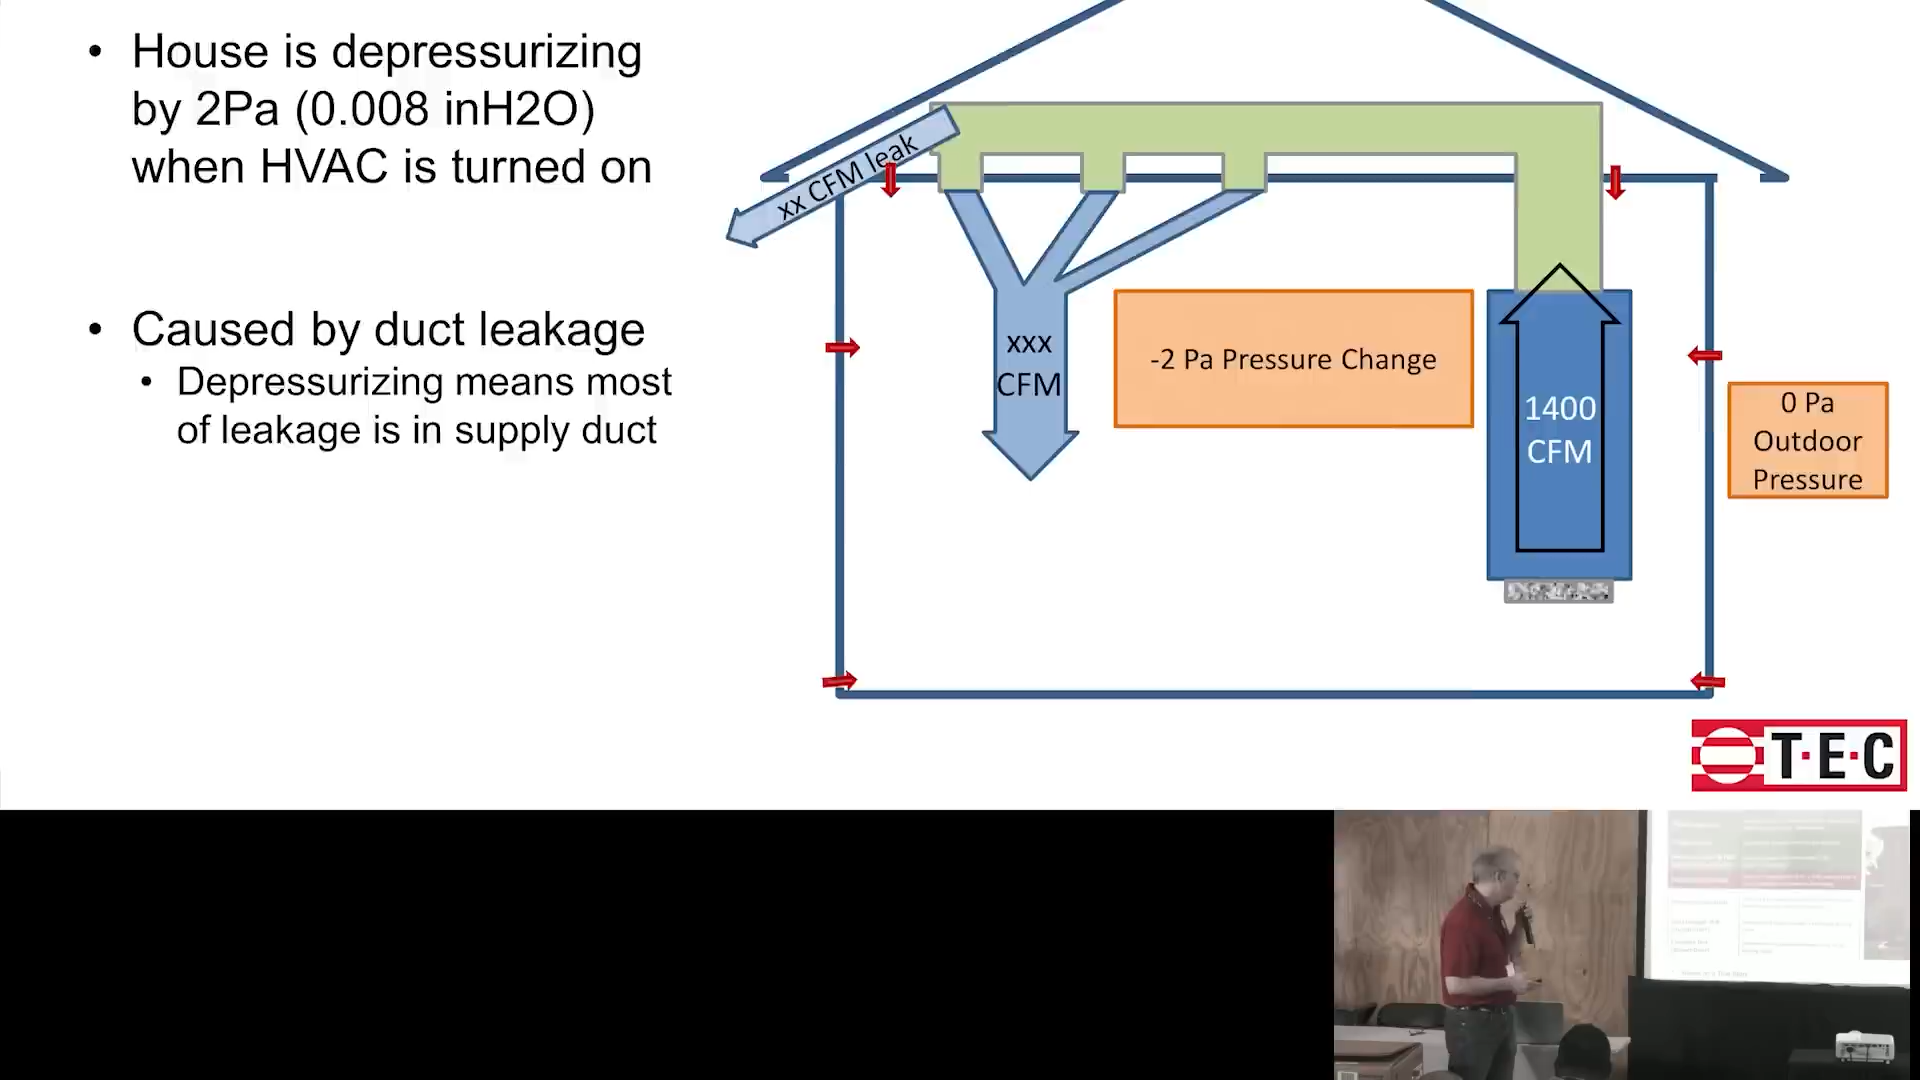 • House is depressurizing
by 2Pa (0.008 inH2O)
when HVAC is turned on
• Caused by duct leakage
• Depressurizing means most
of leakage is in supply duct
xx CFM leak
xxx
CFM
-2 Pa Pressure Change
1400
CFM
0 Pa
Outdoor
Pressure
T·E·C